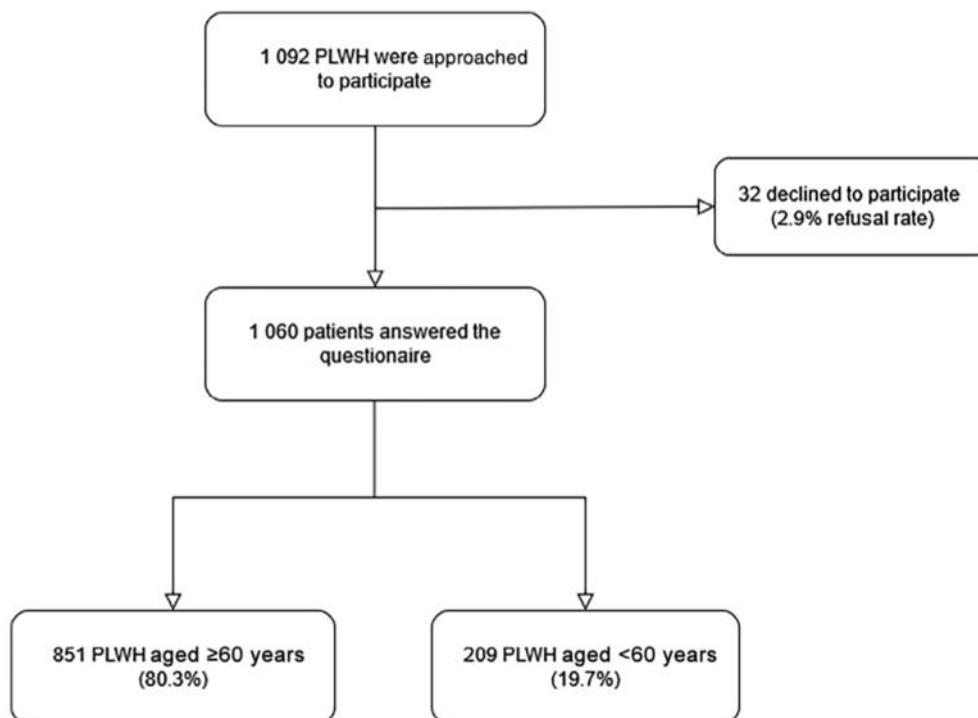 1 092 PLWH were approached
to participate
32 declined to participate
(2.9% refusal rate)
1 060 patients answered the
questionaire
851 PLWH aged ≥60 years
(80.3%)
209 PLWH aged <60 years
(19.7%)